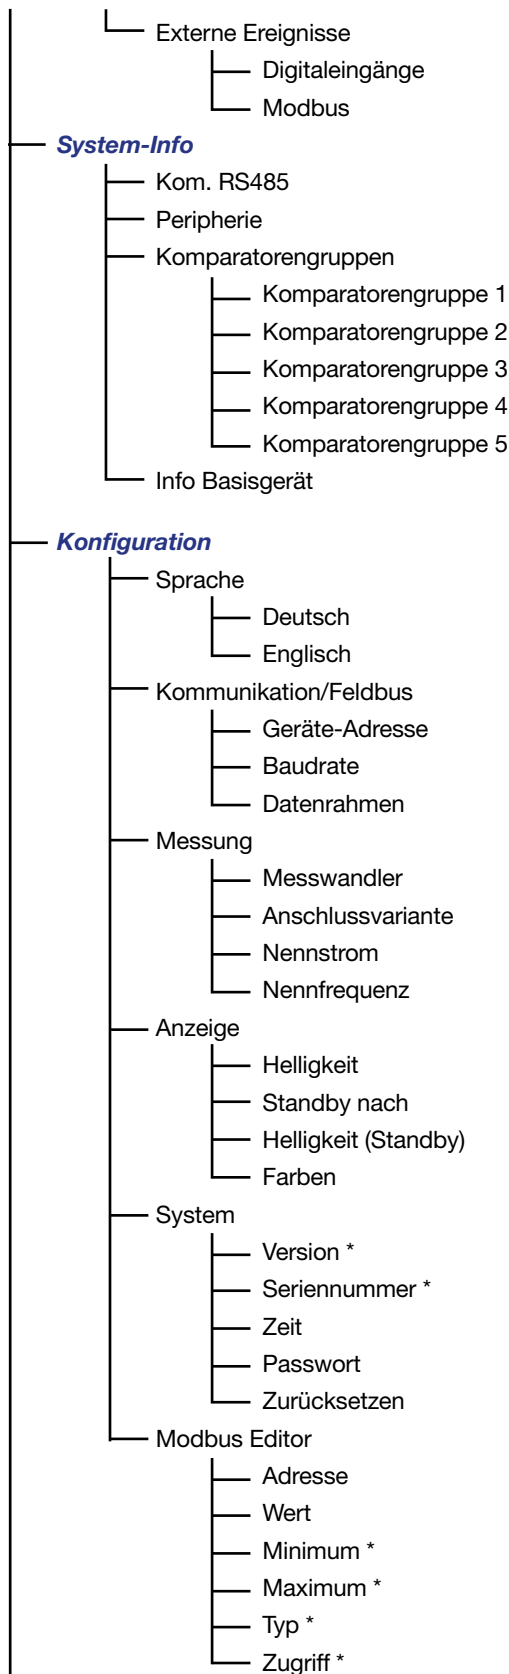 Externe Ereignisse
Digitaleingänge
Modbus
System-Info
Kom. RS485
Peripherie
Komparatorengruppen
Komparatorengruppe 1
Komparatorengruppe 2
Komparatorengruppe 3
Komparatorengruppe 4
Komparatorengruppe 5
Info Basisgerät
Konfiguration
Sprache
Deutsch
Englisch
Kommunikation/Feldbus
Geräte-Adresse
Baudrate
Datenrahmen
Messung
Messwandler
Anschlussvariante
Nennstrom
Nennfrequenz
Anzeige
Helligkeit
Standby nach
Helligkeit (Standby)
Farben
System
Version *
Seriennummer *
Zeit
Passwort
Zurücksetzen
Modbus Editor
Adresse
Wert
Minimum *
Maximum *
Typ *
Zugriff *